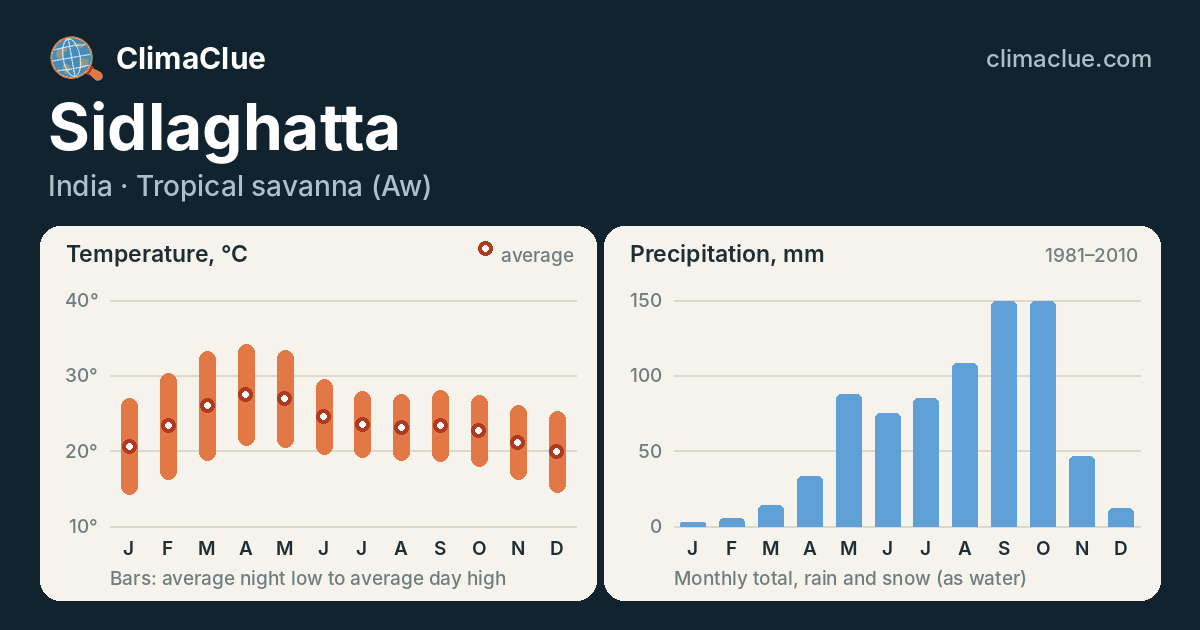 ClimaClue
climaclue.com
Sidlaghatta
India · Tropical savanna (Aw)
Temperature, °C
average
40°
30°
20°
10°
J F M A M J J A S O N D
Bars: average night low to average day high
Precipitation, mm
1981–2010
150
100
50
0
J F M A M J J A S O N D
Monthly total, rain and snow (as water)